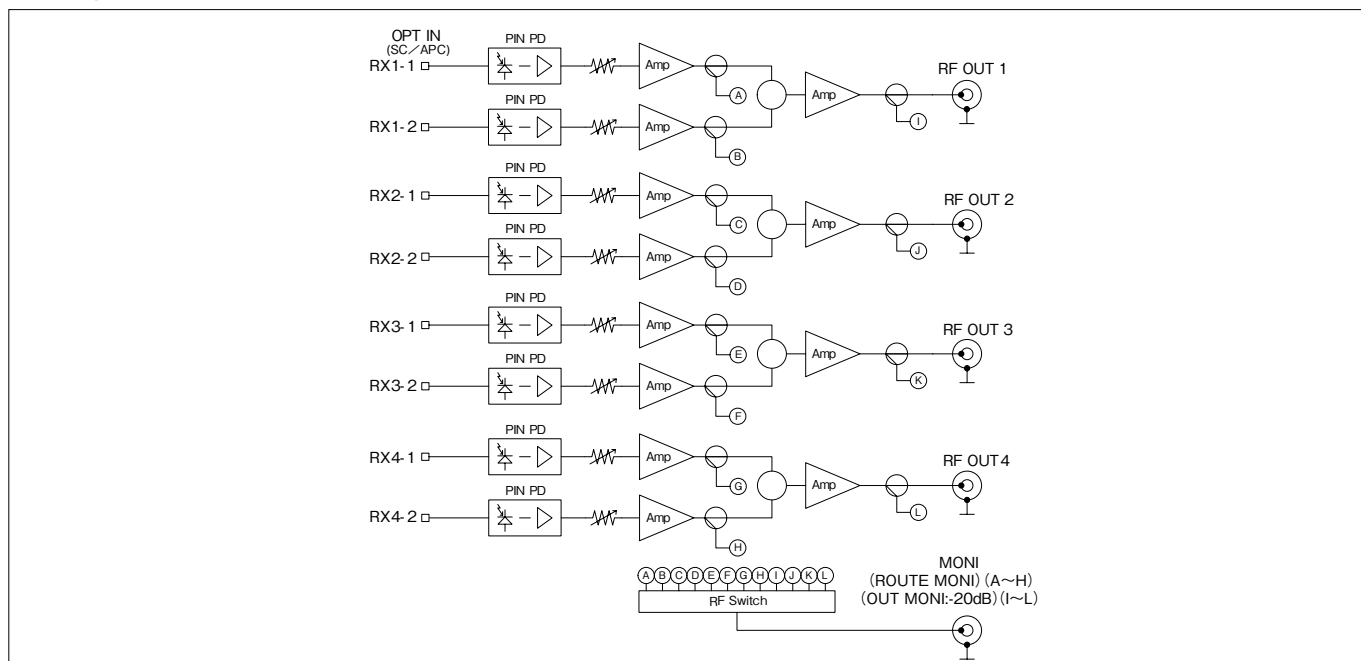 OPT IN
(SC／APC)
PIN PD
RX1-1
Amp
A
Amp
I
RF OUT 1
PIN PD
RX1-2
Amp
B
PIN PD
RX2-1
Amp
C
Amp
J
RF OUT 2
PIN PD
RX2-2
Amp
D
PIN PD
RX3-1
Amp
E
Amp
K
RF OUT 3
PIN PD
RX3-2
Amp
F
PIN PD
RX4-1
Amp
G
Amp
L
RF OUT4
PIN PD
RX4-2
Amp
H
A B C D E F G H I J K L
RF Switch
MONI
(ROUTE MONI) (A～H)
(OUT MONI:-20dB) (I～L)